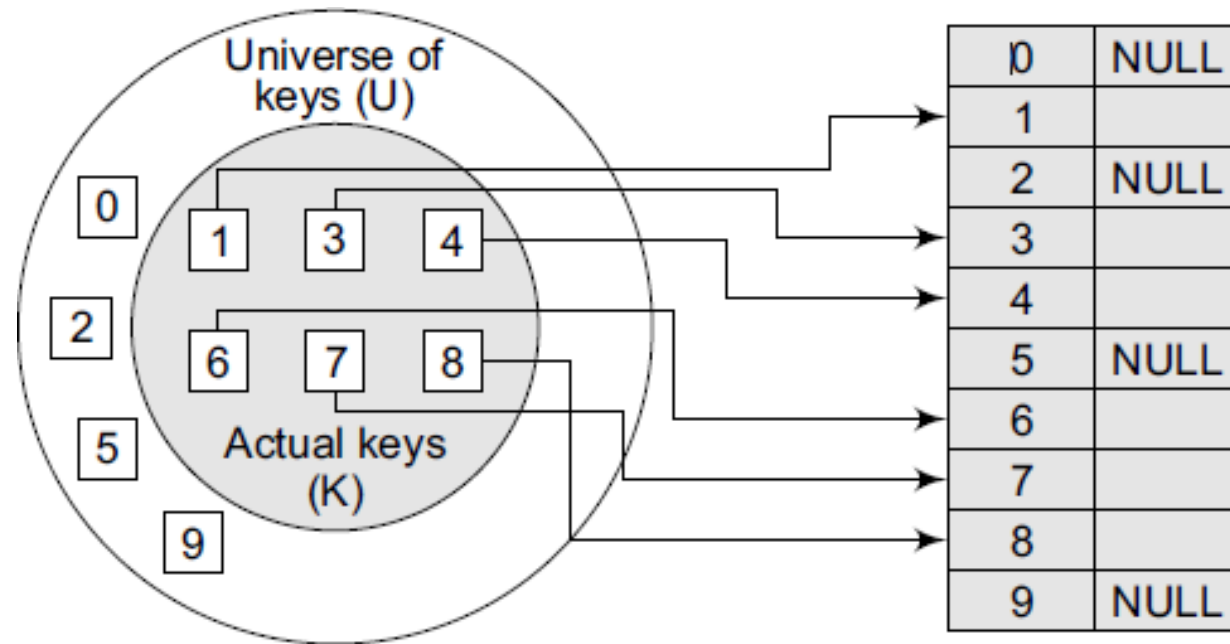 Universe of
keys (U)
0
1 3 4
2
6 7 8
5
Actual keys
(K)
9
0 NULL
1
2 NULL
3
4
5 NULL
6
7
8
9 NULL